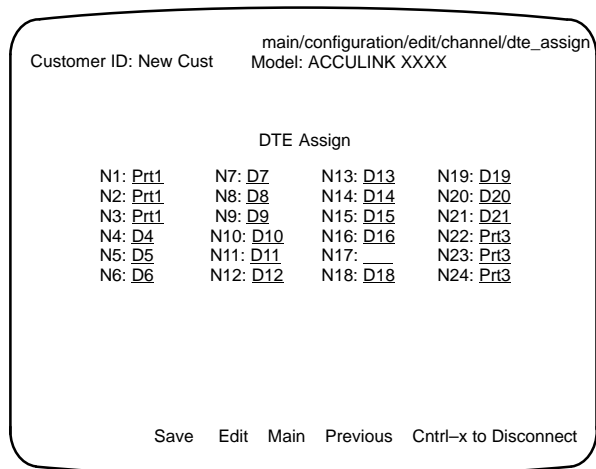 main/configuration/edit/channel/dte_assign
Customer ID: New Cust Model: ACCULINK XXXX
DTE Assign
N1: Prt1 N7: D7 N13: D13 N19: D19
N2: Prt1 N8: D8 N14: D14 N20: D20
N3: Prt1 N9: D9 N15: D15 N21: D21
N4: D4 N10: D10 N16: D16 N22: Prt3
N5: D5 N11: D11 N17: ___ N23: Prt3
N6: D6 N12: D12 N18: D18 N24: Prt3
Save Edit Main Previous Cntrl–x to Disconnect